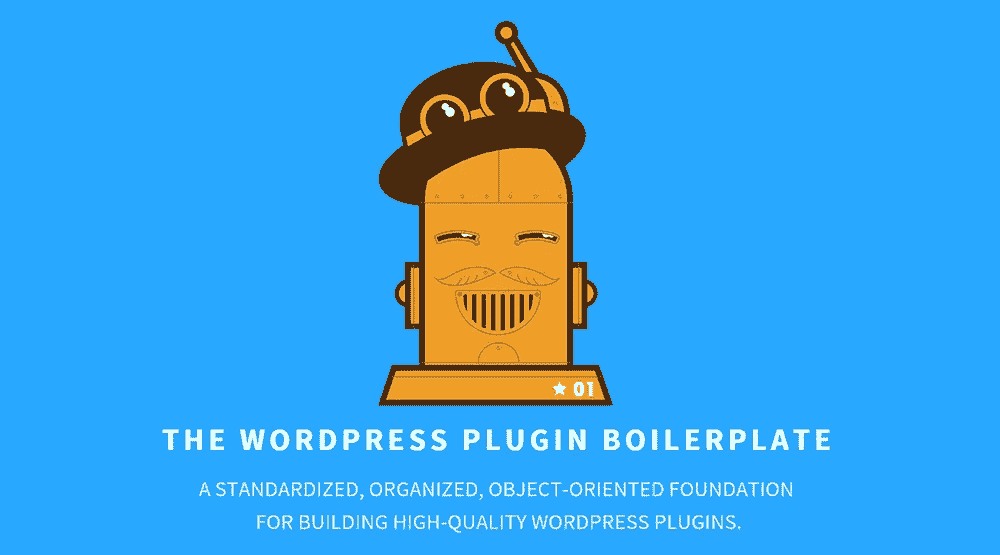 ★ 01
THE WORDPRESS PLUGIN BOILERPLATE
A STANDARDIZED, ORGANIZED, OBJECT-ORIENTED FOUNDATION
FOR BUILDING HIGH-QUALITY WORDPRESS PLUGINS.